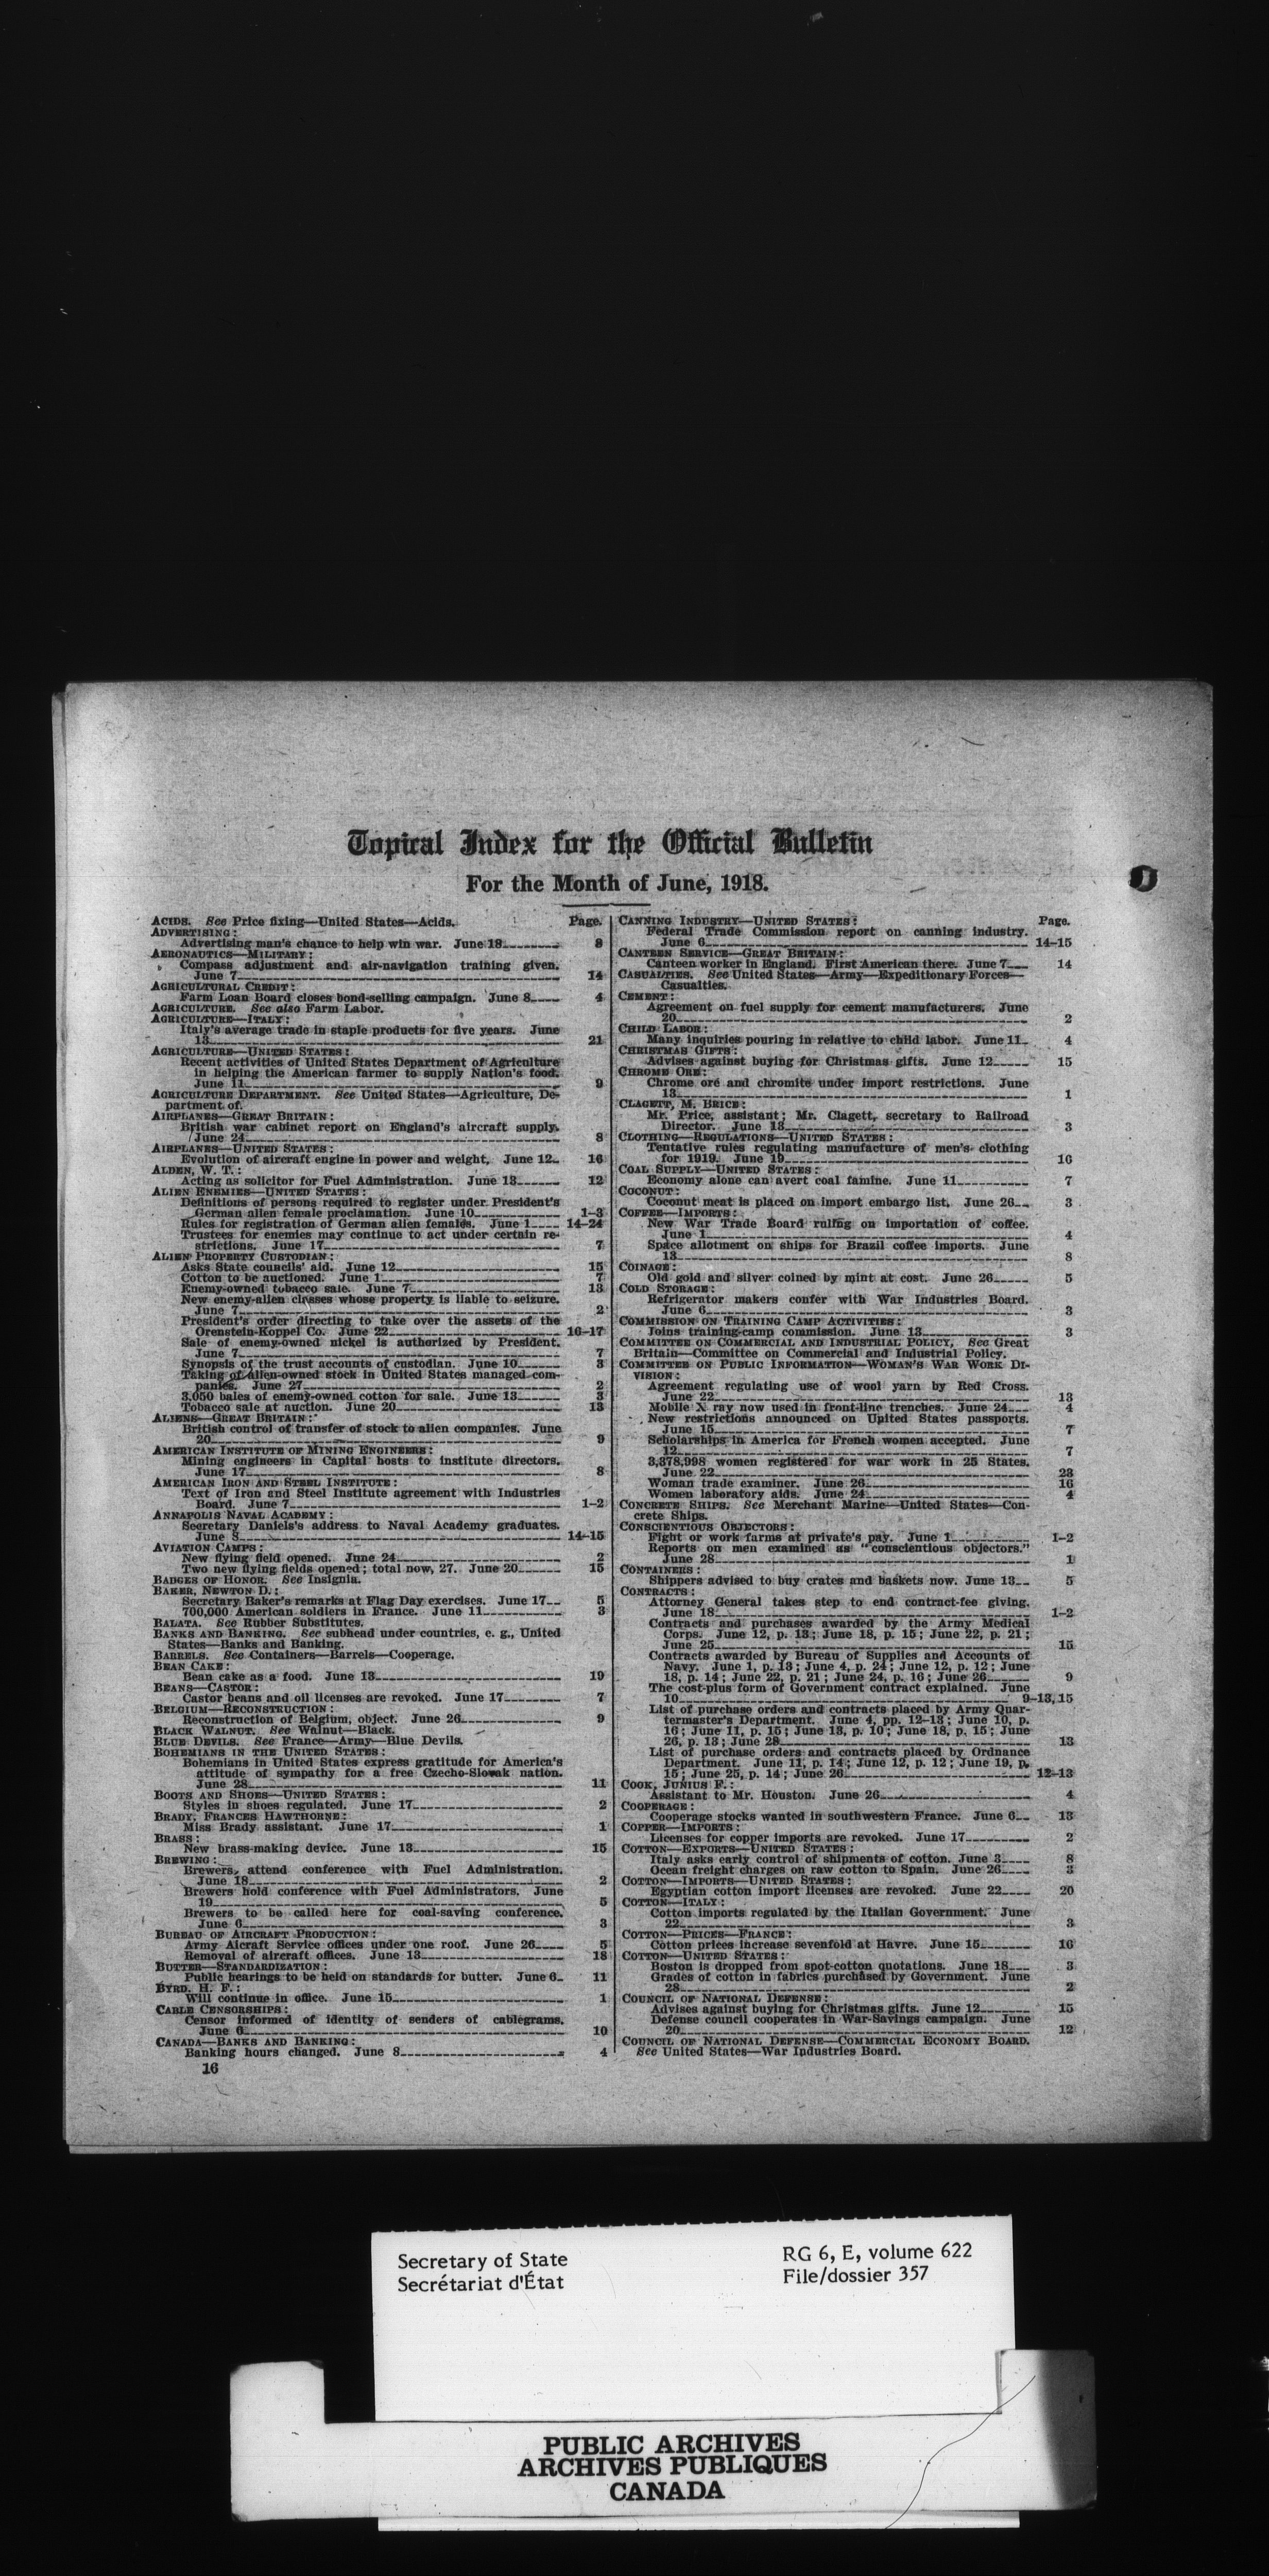 Topical Index for the Official Bulletin
For the Month of June, 1918.
ACIDS. See Price fixing—United States—Acids. Page.
ADVERTISING:
Advertising man's chance to help win war. June 18 8
AERONAUTICS—MILITARY:
Compass adjustment and air-navigation training given.
June 7 14
AGRICULTURAL CREDIT:
Farm Loan Board closes bond-selling campaign. June 8 4
AGRICULTURE. See also Farm Labor.
AGRICULTURE—ITALY:
Italy's average trade in staple products for five years. June
13 21
AGRICULTURE—UNITED STATES:
Recent activities of United States Department of Agriculture
in helping the American farmer to supply Nation's food.
June 11 9
AGRICULTURE DEPARTMENT. See United States—Agriculture, De-
partment of.
AIRPLANES—GREAT BRITAIN:
British war cabinet report on England's aircraft supply.
June 24 8
AIRPLANES—UNITED STATES:
Evolution of aircraft engine in power and weight. June 12 16
ALDEN, W. T.:
Acting as solicitor for Fuel Administration. June 13 12
ALIEN ENEMIES—UNITED STATES:
Definitions of persons required to register under President's
German alien female proclamation. June 10 1–3
Rules for registration of German alien females. June 1 14–24
Trustees for enemies may continue to act under certain re-
strictions. June 17 7
ALIEN PROPERTY CUSTODIAN:
Asks State councils' aid. June 12 15
Cotton to be auctioned. June 1 7
Enemy-owned tobacco sale. June 7 13
New enemy-alien classes whose property is liable to seizure.
June 7 2
President's order directing to take over the assets of the
Orenstein-Koppel Co. June 22 16–17
Sale of enemy-owned nickel is authorized by President.
June 7 7
Synopsis of the trust accounts of custodian. June 10 3
Taking of alien-owned stock in United States managed com-
panies. June 27 2
3,050 bales of enemy-owned cotton for sale. June 13 3
Tobacco sale at auction. June 20 13
ALIENS—GREAT BRITAIN:
British control of transfer of stock to alien companies. June
20 9
AMERICAN INSTITUTE OF MINING ENGINEERS:
Mining engineers in Capital hosts to institute directors.
June 17 8
AMERICAN IRON AND STEEL INSTITUTE:
Text of Iron and Steel Institute agreement with Industries
Board. June 7 1–2
ANNAPOLIS NAVAL ACADEMY:
Secretary Daniels's address to Naval Academy graduates.
June 8 14–15
AVIATION CAMPS:
New flying field opened. June 24 2
Two new flying fields opened; total now, 27. June 20 15
BADGES OF HONOR. See Insignia.
BAKER, NEWTON D.:
Secretary Baker's remarks at Flag Day exercises. June 17 5
700,000 American soldiers in France. June 11 3
BALATA. See Rubber Substitutes.
BANKS AND BANKING. See subhead under countries, e. g., United
States—Banks and Banking.
BARRELS. See Containers—Barrels—Cooperage.
BEAN CAKE:
Bean cake as a food. June 13 19
BEANS—CASTOR:
Castor beans and oil licenses are revoked. June 17 7
BELGIUM—RECONSTRUCTION:
Reconstruction of Belgium, object. June 26 9
BLACK WALNUT. See Walnut—Black.
BLUE DEVILS. See France—Army—Blue Devils.
BOHEMIANS IN THE UNITED STATES:
Bohemians in United States express gratitude for America's
attitude of sympathy for a free Czecho-Slovak nation.
June 28 11
BOOTS AND SHOES—UNITED STATES:
Styles in shoes regulated. June 17 2
BRADY, FRANCES HAWTHORNE:
Miss Brady assistant. June 17 1
BRASS:
New brass-making device. June 13 15
BREWING:
Brewers attend conference with Fuel Administration.
June 18 2
Brewers hold conference with Fuel Administrators. June
19 5
Brewers to be called here for coal-saving conference.
June 6 3
BUREAU OF AIRCRAFT PRODUCTION:
Army Aicraft Service offices under one roof. June 26 5
Removal of aircraft offices. June 13 18
BUTTER—STANDARDIZATION:
Public hearings to be held on standards for butter. June 6 11
BYRD, H. F.:
Will continue in office. June 15 1
CABLE CENSORSHIPS:
Censor informed of identity of senders of cablegrams.
June 6 10
CANADA—BANKS AND BANKING:
Banking hours changed. June 8 4
16
CANNING INDUSTRY—UNITED STATES: Page.
Federal Trade Commission report on canning industry.
June 6 14–15
CANTEEN SERVICE—GREAT BRITAIN:
Canteen worker in England. First American there. June 7 14
CASUALTIES. See United States—Army—Expeditionary Forces—
Casualties.
CEMENT:
Agreement on fuel supply for cement manufacturers. June
20 2
CHILD LABOR:
Many inquiries pouring in relative to child labor. June 11 4
CHRISTMAS GIFTS:
Advises against buying for Christmas gifts. June 12 15
CHROME ORE:
Chrome ore and chromite under import restrictions. June
13 1
CLAGETT, M. BRICE:
Mr. Price, assistant; Mr. Clagett, secretary to Railroad
Director. June 13 3
CLOTHING—REGULATIONS—UNITED STATES:
Tentative rules regulating manufacture of men's clothing
for 1919. June 19 16
COAL SUPPLY—UNITED STATES:
Economy alone can avert coal famine. June 11 7
COCONUT:
Coconut meat is placed on import embargo list. June 26 3
COFFEE—IMPORTS:
New War Trade Board ruling on importation of coffee.
June 1 4
Space allotment on ships for Brazil coffee imports. June
13 8
COINAGE:
Old gold and silver coined by mint at cost. June 26 5
COLD STORAGE:
Refrigerator makers confer with War Industries Board.
June 6 3
COMMISSION ON TRAINING CAMP ACTIVITIES:
Joins training-camp commission. June 13 3
COMMITTEE ON COMMERCIAL AND INDUSTRIAL POLICY. See Great
Britain—Committee on Commercial and Industrial Policy.
COMMITTEE ON PUBLIC INFORMATION—WOMAN'S WAR WORK DI-
VISION:
Agreement regulating use of wool yarn by Red Cross.
June 22 13
Mobile X ray now used in front-line trenches. June 24 4
New restrictions announced on United States passports.
June 15 7
Scholarships in America for French women accepted. June
12 7
3,378,998 women registered for war work in 25 States.
June 22 23
Woman trade examiner. June 26 16
Women laboratory aids. June 24 4
CONCRETE SHIPS. See Merchant Marine—United States—Con-
crete Ships.
CONSCIENTIOUS OBJECTORS:
Fight or work farms at private's pay. June 1 1–2
Reports on men examined as "conscientious objectors."
June 28 1
CONTAINERS:
Shippers advised to buy crates and baskets now. June 13 5
CONTRACTS:
Attorney General takes step to end contract-fee giving.
June 18 1–2
Contracts and purchases awarded by the Army Medical
Corps. June 12, p. 13; June 18, p. 15; June 22, p. 21;
June 25 15
Contracts awarded by Bureau of Supplies and Accounts of
Navy. June 1, p. 13; June 4, p. 24; June 12, p. 12; June
18, p. 14; June 22, p. 21; June 24, p. 16; June 26 9
The cost-plus form of Government contract explained. June
10 9–13, 15
List of purchase orders and contracts placed by Army Quar-
termaster's Department. June 4, pp. 12–13; June 10, p.
16; June 11, p. 15; June 13, p. 10; June 18, p. 15; June
26, p. 13; June 28 13
List of purchase orders and contracts placed by Ordnance
Department. June 11, p. 14; June 12, p. 12; June 19, p.
15; June 25, p. 14; June 26 12–13
COOK, JUNIUS F.:
Assistant to Mr. Houston. June 26 4
COOPERAGE:
Cooperage stocks wanted in southwestern France. June 6 13
COPPER—IMPORTS:
Licenses for copper imports are revoked. June 17 2
COTTON—EXPORTS—UNITED STATES:
Italy asks early control of shipments of cotton. June 3 8
Ocean freight charges on raw cotton to Spain. June 26 3
COTTON—IMPORTS—UNITED STATES:
Egyptian cotton import licenses are revoked. June 22 20
COTTON—ITALY:
Cotton imports regulated by the Italian Government. June
22 3
COTTON—PRICES—FRANCE:
Cotton prices increase sevenfold at Havre. June 15 16
COTTON—UNITED STATES:
Boston is dropped from spot-cotton quotations. June 18 3
Grades of cotton in fabrics purchased by Government. June
28 2
COUNCIL OF NATIONAL DEFENSE:
Advises against buying for Christmas gifts. June 12 15
Defense council cooperates in War-Savings campaign. June
20 12
COUNCIL OF NATIONAL DEFENSE—COMMERCIAL ECONOMY BOARD.
See United States—War Industries Board.
Secretary of State
Secrétariat d'État
RG 6, E, volume 622
File/dossier 357
PUBLIC ARCHIVES
ARCHIVES PUBLIQUES
CANADA